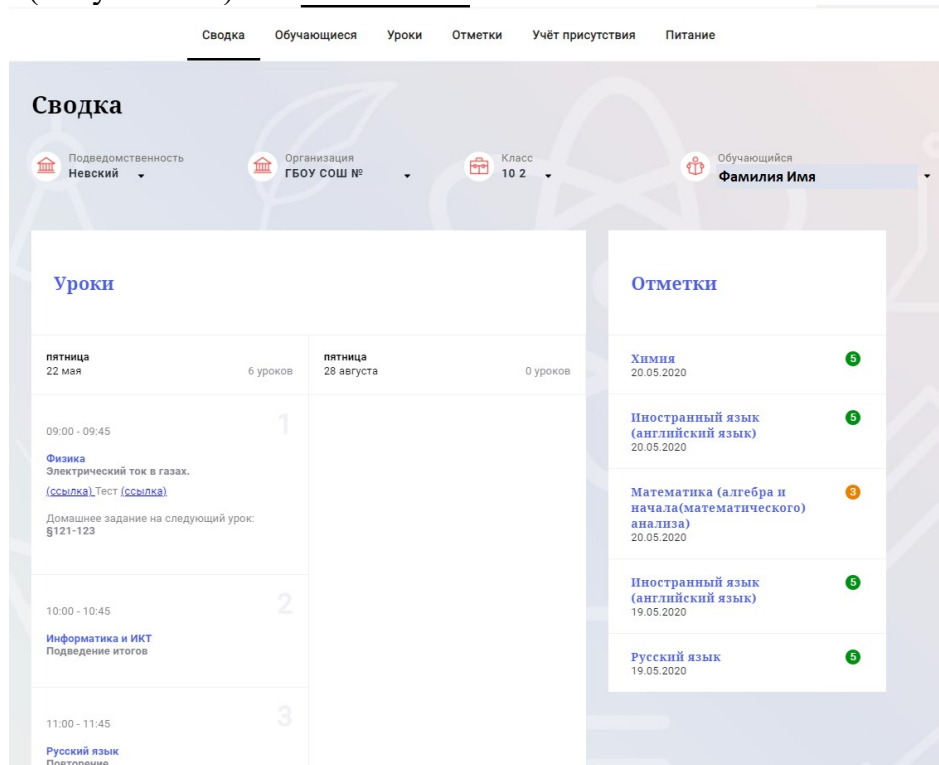 Сводка Обучающиеся Уроки Отметки Учёт присутствия Питание
Сводка
Подведомственность
Невский
Организация
ГБОУ СОШ №
Класс
10 2
Обучающийся
Фамилия Имя
Уроки
пятница
22 мая 6 уроков
пятница
28 августа 0 уроков
1
09:00 - 09:45
Физика
Электрический ток в газах.
(ссылка) Тест (ссылка)
Домашнее задание на следующий урок:
§121-123
2
10:00 - 10:45
Информатика и ИКТ
Подведение итогов
3
11:00 - 11:45
Русский язык
Повторение
Отметки
Химия 5
20.05.2020
Иностранный язык 5
(английский язык)
20.05.2020
Математика (алгебра и 3
начала(математического)
анализа)
20.05.2020
Иностранный язык 5
(английский язык)
19.05.2020
Русский язык 5
19.05.2020